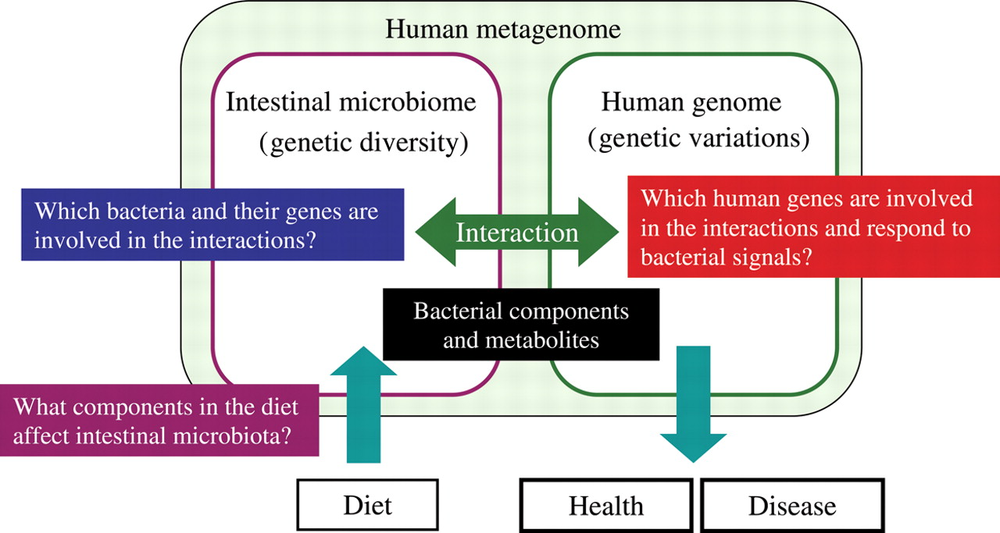 Human metagenome
Intestinal microbiome
(genetic diversity)
Human genome
(genetic variations)
Which bacteria and their genes are
involved in the interactions?
Interaction
Which human genes are involved
in the interactions and respond to
bacterial signals?
Bacterial components
and metabolites
What components in the diet
affect intestinal microbiota?
Diet
Health
Disease